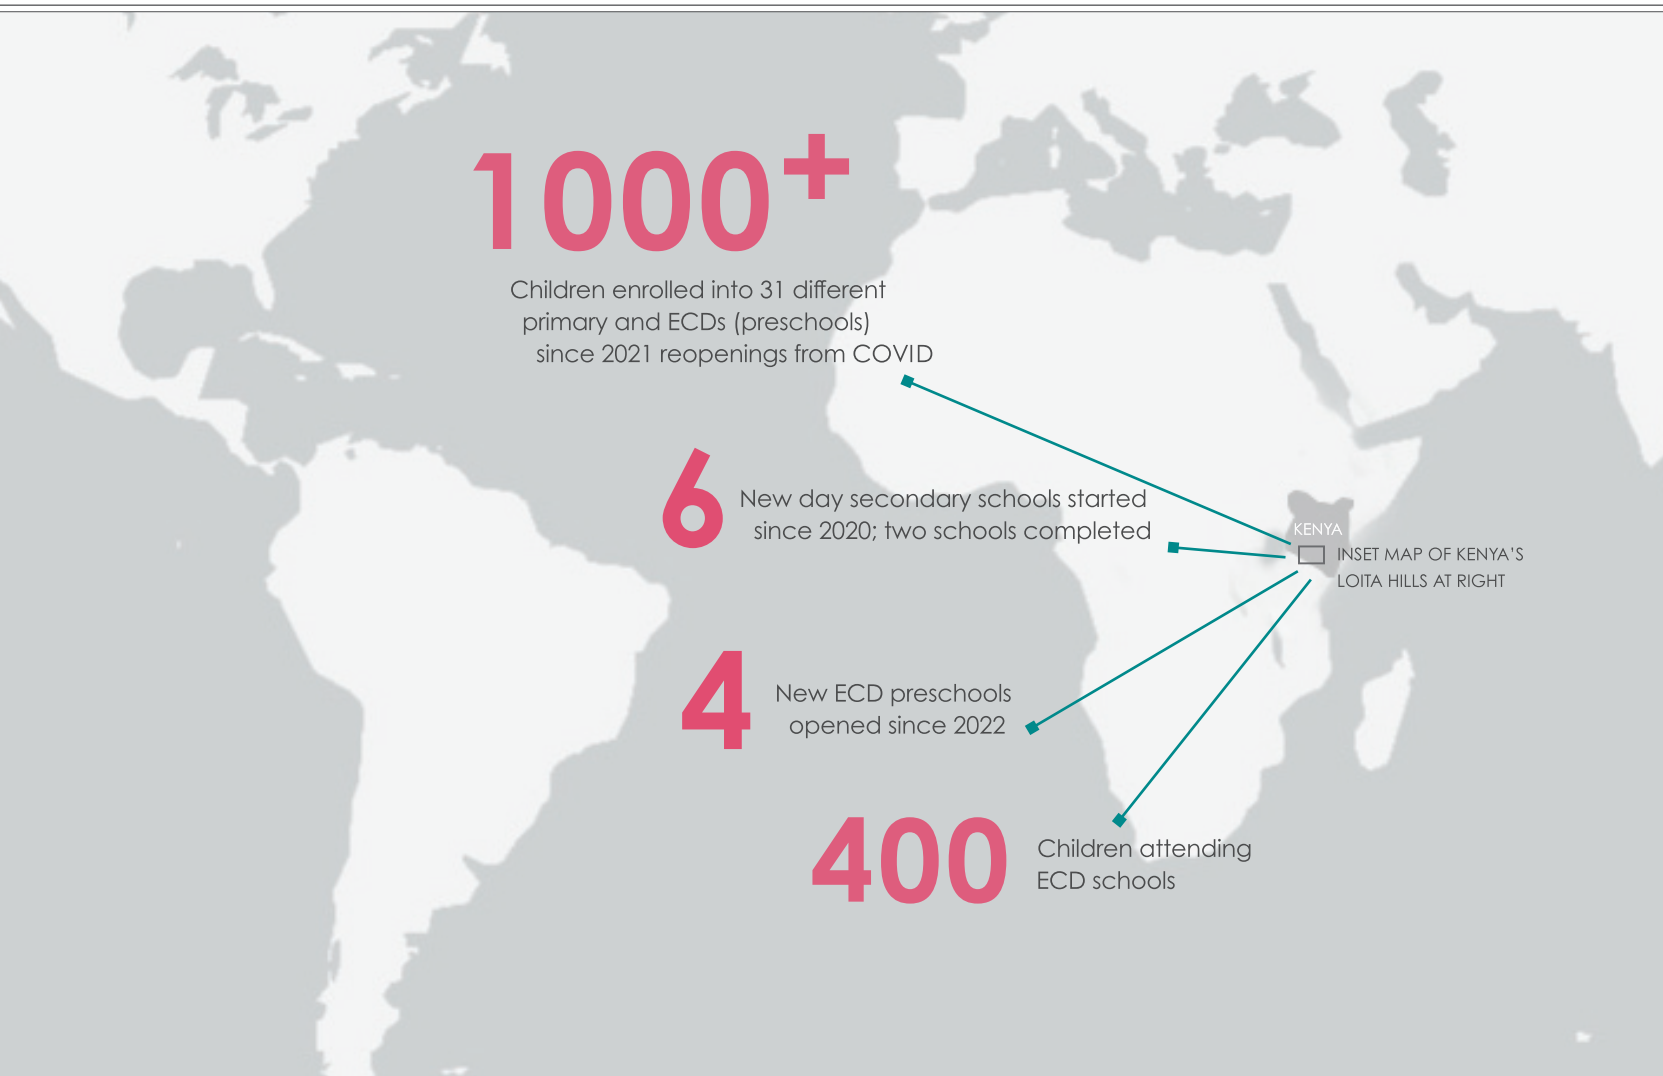 1000+
Children enrolled into 31 different
primary and ECDs (preschools)
since 2021 reopenings from COVID
6
New day secondary schools started
since 2020; two schools completed
KENYA
INSET MAP OF KENYA'S
LOITA HILLS AT RIGHT
4
New ECD preschools
opened since 2022
400
Children attending
ECD schools